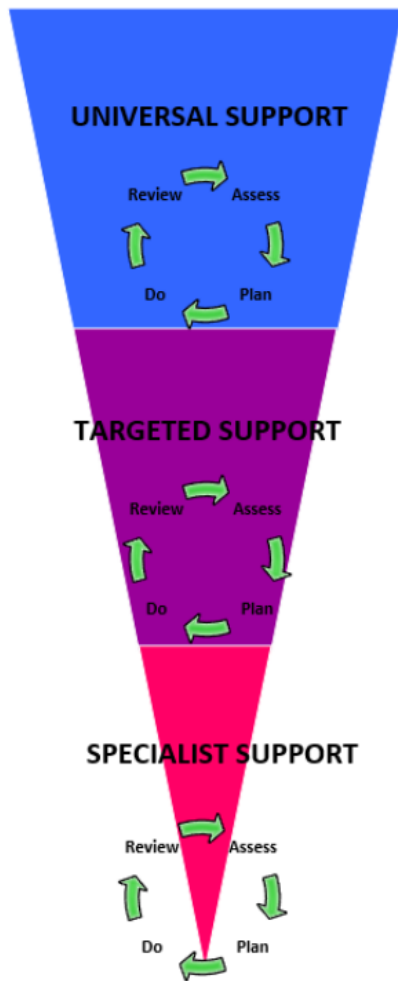 UNIVERSAL SUPPORT
Review Assess
Do Plan
TARGETED SUPPORT
Review Assess
Do Plan
SPECIALIST SUPPORT
Review Assess
Do Plan